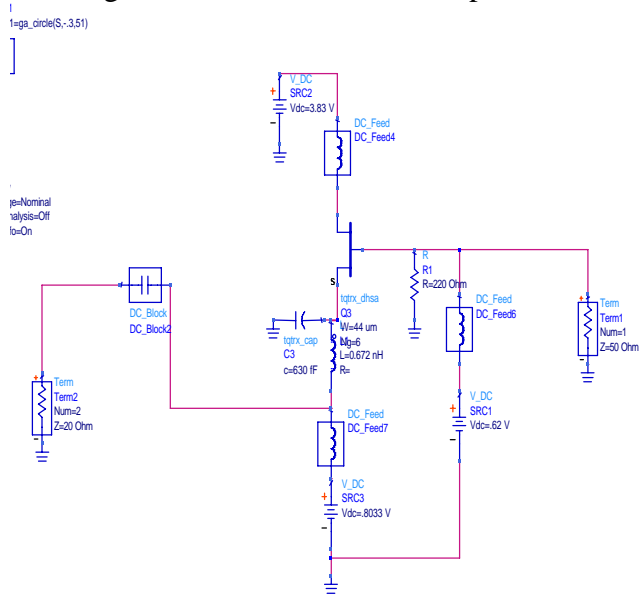 1=ga_circle(S,-.3,51)
V_DC
SRC2
Vdc=3.83 V
DC_Feed
DC_Feed4
ge=Nominal
nalysis=Off
fo=On
DC_Block
DC_Block2
S
tqtrx_dhsa
Q3
W=44 um
Ng=6
L=0.672 nH
R=
tqtrx_cap
C3
c=630 fF
R
R1
R=220 Ohm
DC_Feed
DC_Feed6
Term
Term1
Num=1
Z=50 Ohm
Term
Term2
Num=2
Z=20 Ohm
DC_Feed
DC_Feed7
V_DC
SRC1
Vdc=.62 V
V_DC
SRC3
Vdc=.8033 V